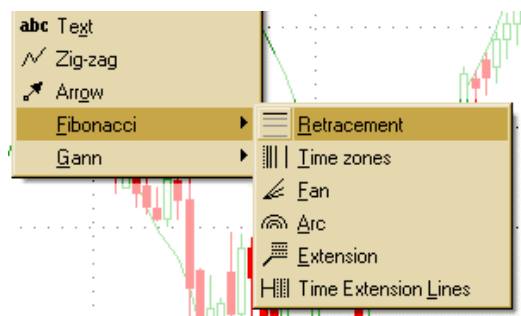 abc Text
Zig-zag
Arrow
Fibonacci
Gann
Retracement
Time zones
Fan
Arc
Extension
Time Extension Lines